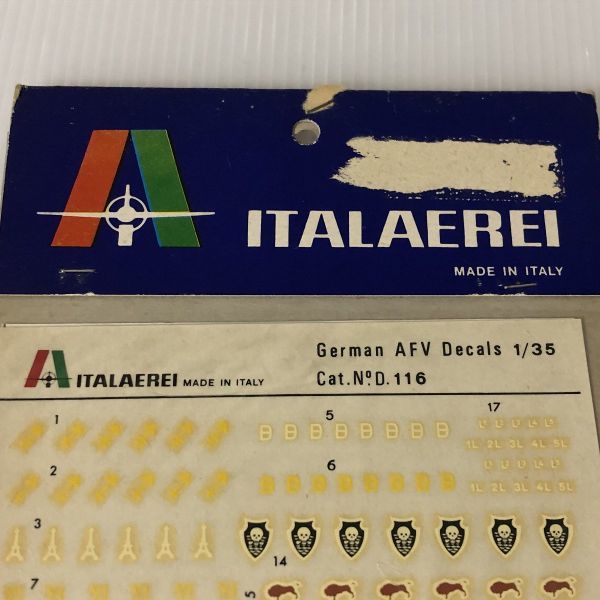 ITALAEREI
MADE IN ITALY
ITALAEREI MADE IN ITALY
German AFV Decals 1/35
Cat.NºD.116
1
5
17
B B B B B B B B
1L 2L 3L 4L 5L
2
6
1L 2L 3L 4L 5L
3
14
7